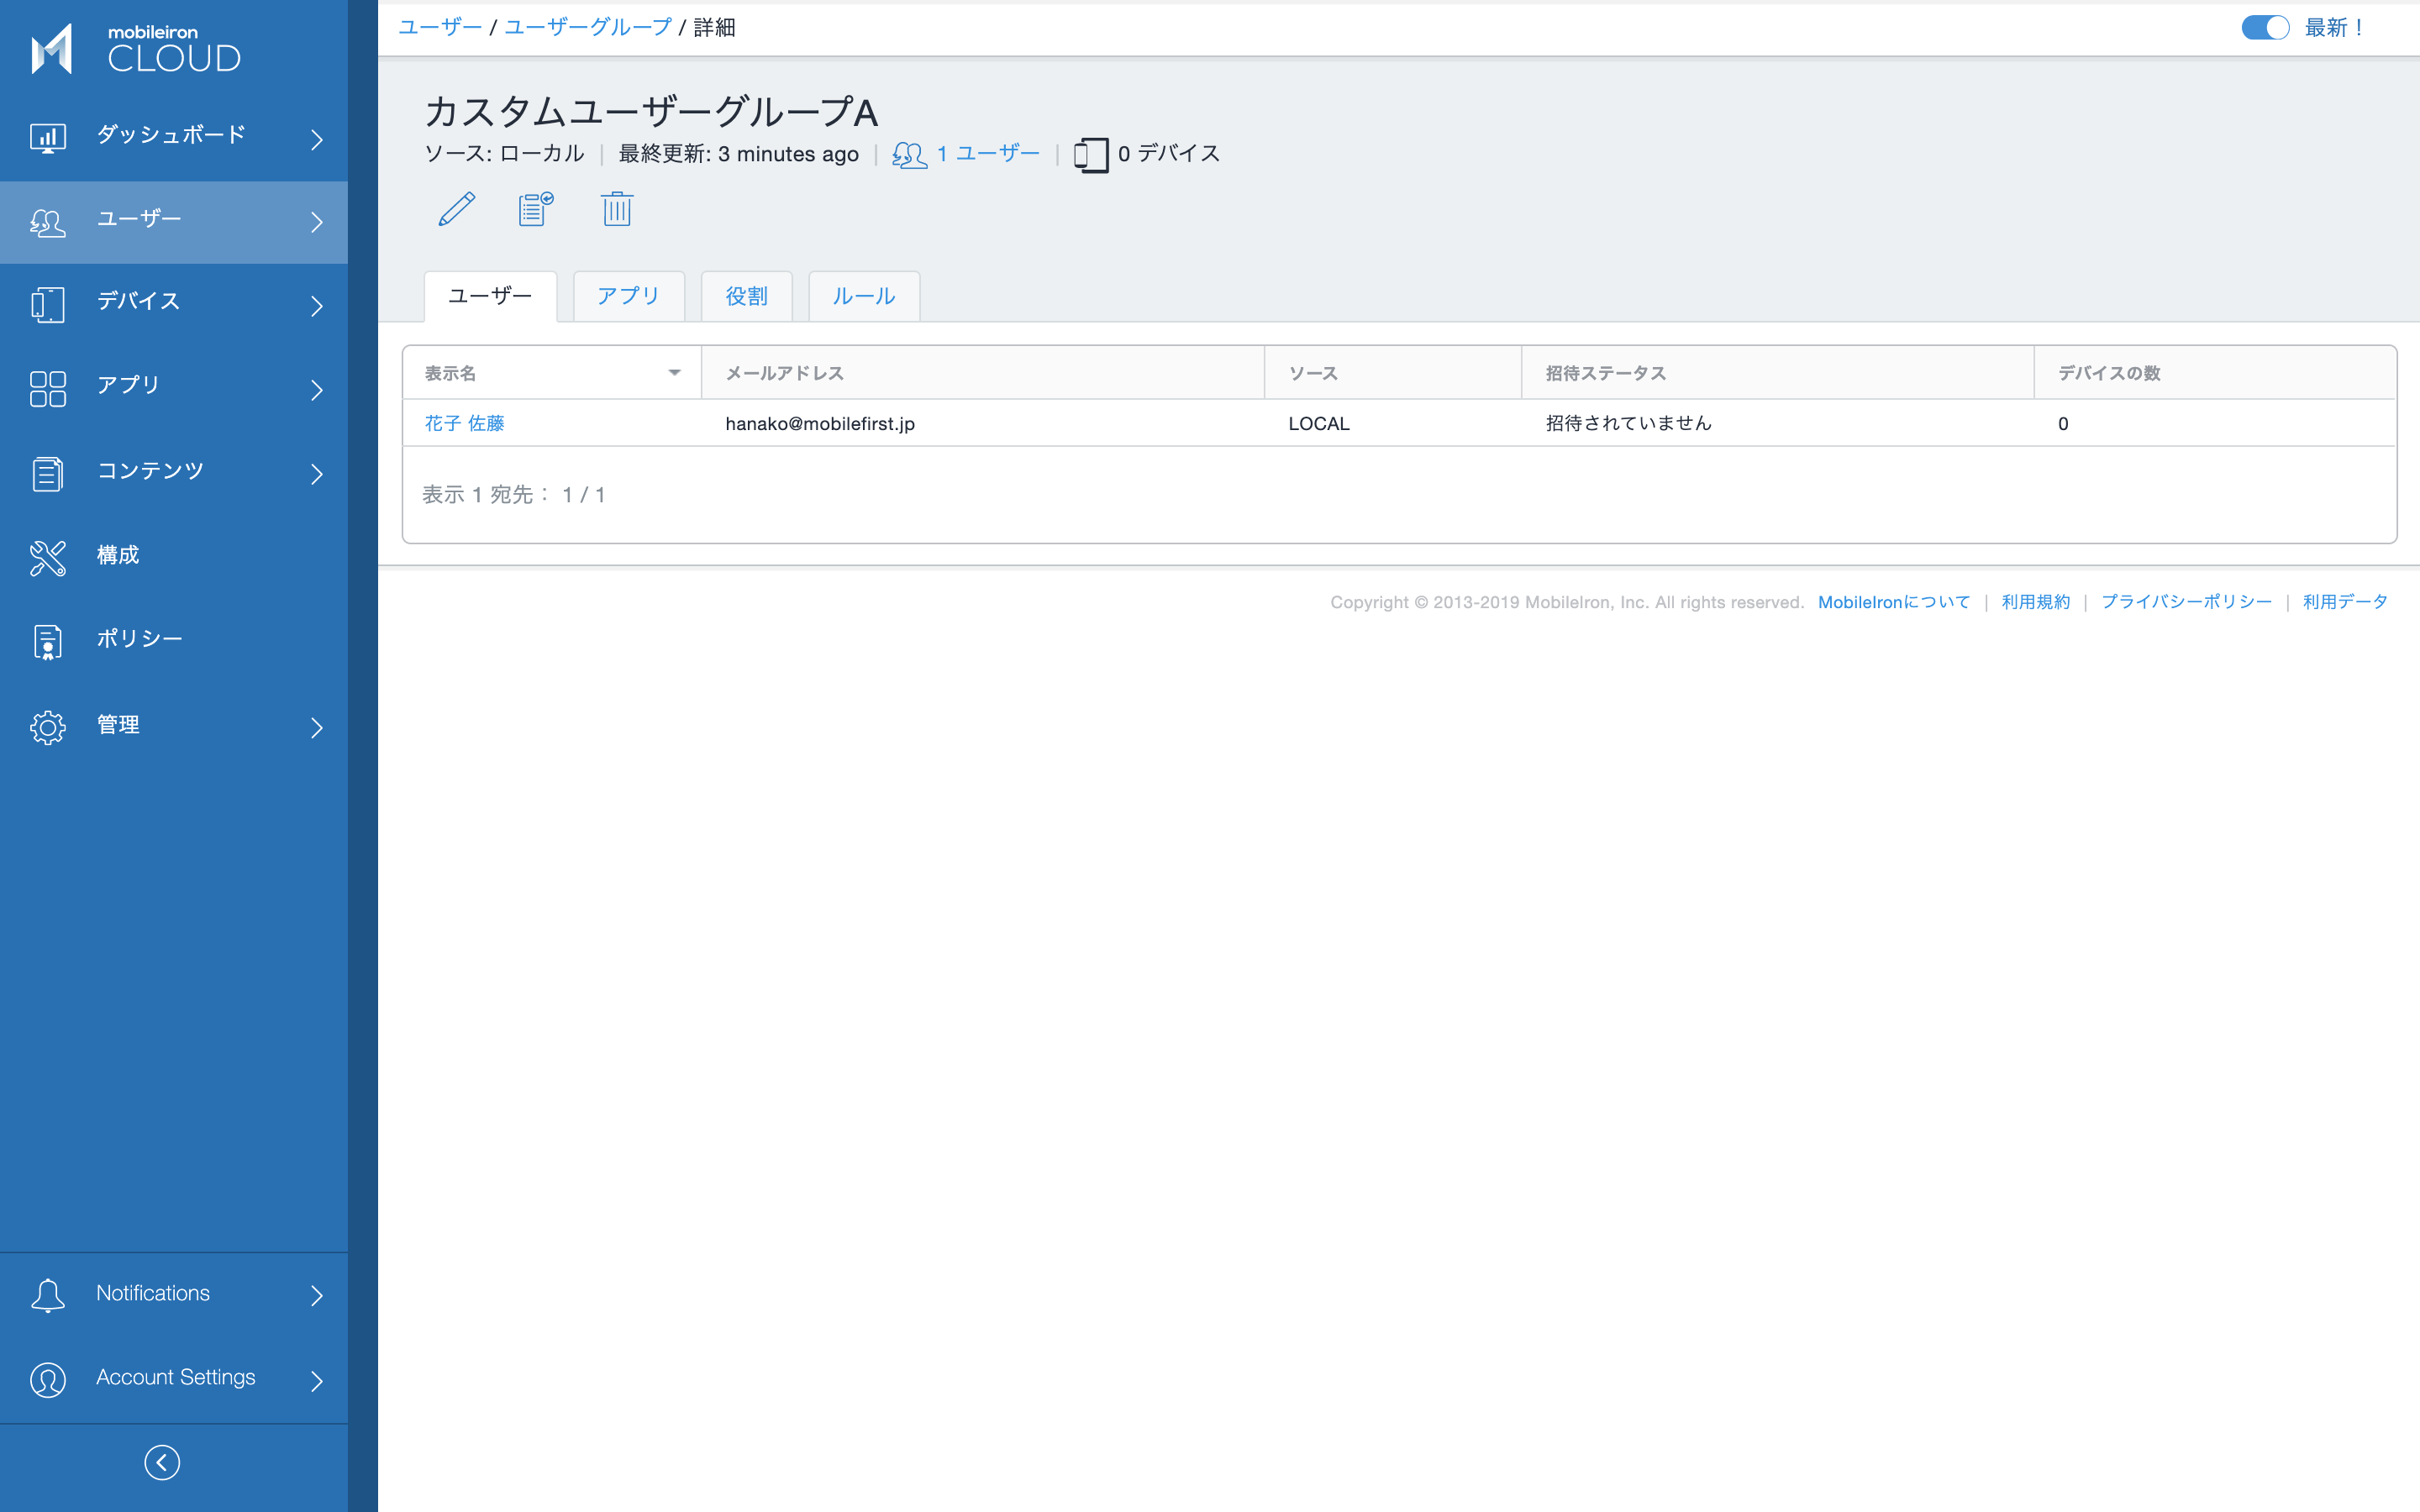 mobileiron
CLOUD
ダッシュボード
ユーザー
デバイス
アプリ
コンテンツ
構成
ポリシー
管理
Notifications
Account Settings
ユーザー / ユーザーグループ / 詳細
最新！
カスタムユーザーグループA
ソース: ローカル | 最終更新: 3 minutes ago | 1 ユーザー | 0 デバイス
ユーザー アプリ 役割 ルール
表示名 メールアドレス ソース 招待ステータス デバイスの数
花子 佐藤 hanako@mobilefirst.jp LOCAL 招待されていません 0
表示 1 宛先： 1 / 1
Copyright © 2013-2019 MobileIron, Inc. All rights reserved. MobileIronについて | 利用規約 | プライバシーポリシー | 利用データ